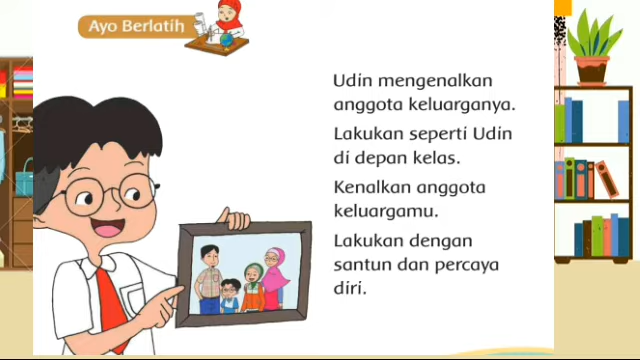 Ayo Berlatih
Udin mengenalkan
anggota keluarganya.
Lakukan seperti Udin
di depan kelas.
Kenalkan anggota
keluargamu.
Lakukan dengan
santun dan percaya
diri.